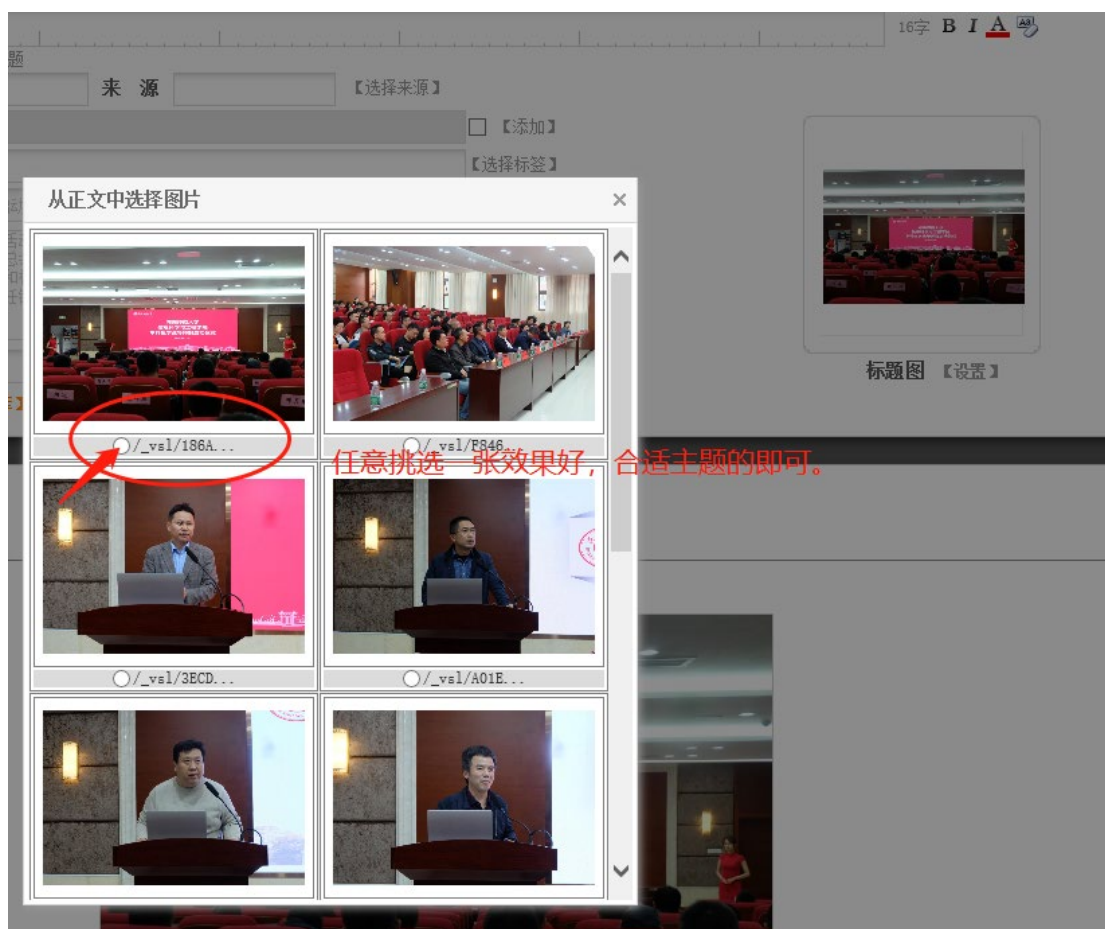 16字 B I A
题
来 源 【选择来源】
【添加】
【选择标签】
从正文中选择图片 ×
标题图 【设置】
/_vsl/186A... /_vsl/F846...
任意挑选一张效果好，合适主题的即可。
/_vsl/3ECD... /_vsl/A01E...